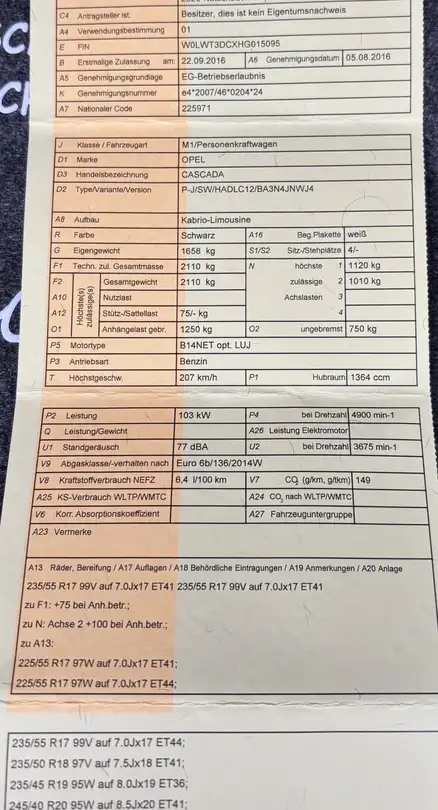 C4 Antragsteller ist: Besitzer, dies ist kein Eigentumsnachweis
A4 Verwendungsbestimmung 01
E FIN W0LWT3DCXHG015095
B Erstmalige Zulassung am: 22.09.2016 A6 Genehmigungsdatum 05.08.2016
A5 Genehmigungsgrundlage EG-Betriebserlaubnis
K Genehmigungsnummer e4*2007/46*0204*24
A7 Nationaler Code 225971
J Klasse / Fahrzeugart M1/Personenkraftwagen
D1 Marke OPEL
D3 Handelsbezeichnung CASCADA
D2 Type/Variante/Version P-J/SW/HADLC12/BA3N4JNWJ4
A8 Aufbau Kabrio-Limousine
R Farbe Schwarz A16 Beg.Plakette weiß
G Eigengewicht 1658 kg S1/S2 Sitz-/Stehplätze 4/-
F1 Techn. zul. Gesamtmasse 2110 kg N höchste 1 1120 kg
F2 Höchste(s) zulässige(s) Gesamtgewicht 2110 kg zulässige 2 1010 kg
A10 Nutzlast Achslasten 3
A12 Stütz-/Sattellast 75/- kg 4
O1 Anhängelast gebr. 1250 kg O2 ungebremst 750 kg
P5 Motortype B14NET opt. LUJ
P3 Antriebsart Benzin
T Höchstgeschw. 207 km/h P1 Hubraum 1364 ccm
P2 Leistung 103 kW P4 bei Drehzahl 4900 min-1
Q Leistung/Gewicht A26 Leistung Elektromotor
U1 Standgeräusch 77 dBA U2 bei Drehzahl 3675 min-1
V9 Abgasklasse/-verhalten nach Euro 6b/136/2014W
V8 Kraftstoffverbrauch NEFZ 6,4 l/100 km V7 CO2 (g/km, g/tkm) 149
A25 KS-Verbrauch WLTP/WMTC A24 CO2 nach WLTP/WMTC
V6 Korr. Absorptionskoeffizient A27 Fahrzeuguntergruppe
A23 Vermerke
A13 Räder, Bereifung / A17 Auflagen / A18 Behördliche Eintragungen / A19 Anmerkungen / A20 Anlage
235/55 R17 99V auf 7.0Jx17 ET41 235/55 R17 99V auf 7.0Jx17 ET41
zu F1: +75 bei Anh.betr.;
zu N: Achse 2 +100 bei Anh.betr.;
zu A13:
225/55 R17 97W auf 7.0Jx17 ET41;
225/55 R17 97W auf 7.0Jx17 ET44;
235/55 R17 99V auf 7.0Jx17 ET44;
235/50 R18 97V auf 7.5Jx18 ET41;
235/45 R19 95W auf 8.0Jx19 ET36;
245/40 R20 95W auf 8.5Jx20 ET41;